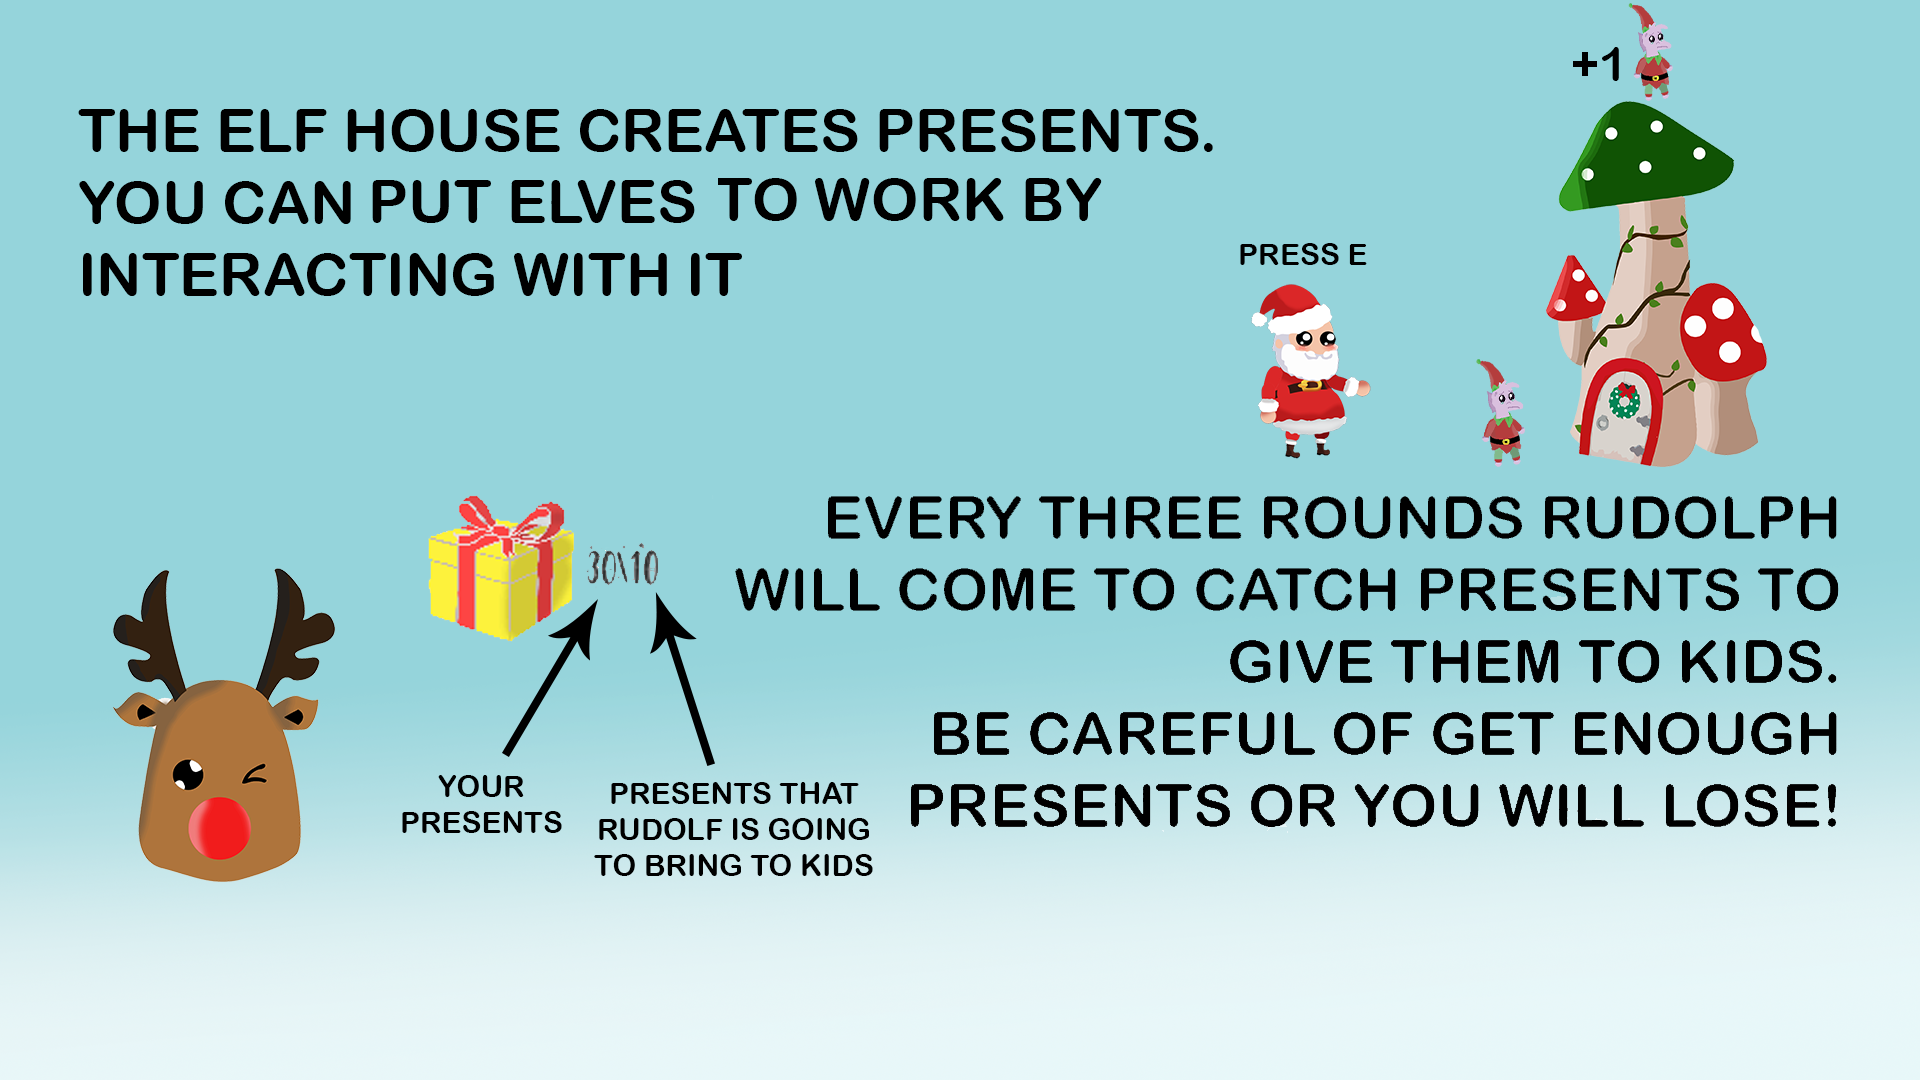 +1
THE ELF HOUSE CREATES PRESENTS.
YOU CAN PUT ELVES TO WORK BY
INTERACTING WITH IT
PRESS E
30\10
YOUR
PRESENTS
PRESENTS THAT
RUDOLF IS GOING
TO BRING TO KIDS
EVERY THREE ROUNDS RUDOLPH
WILL COME TO CATCH PRESENTS TO
GIVE THEM TO KIDS.
BE CAREFUL OF GET ENOUGH
PRESENTS OR YOU WILL LOSE!